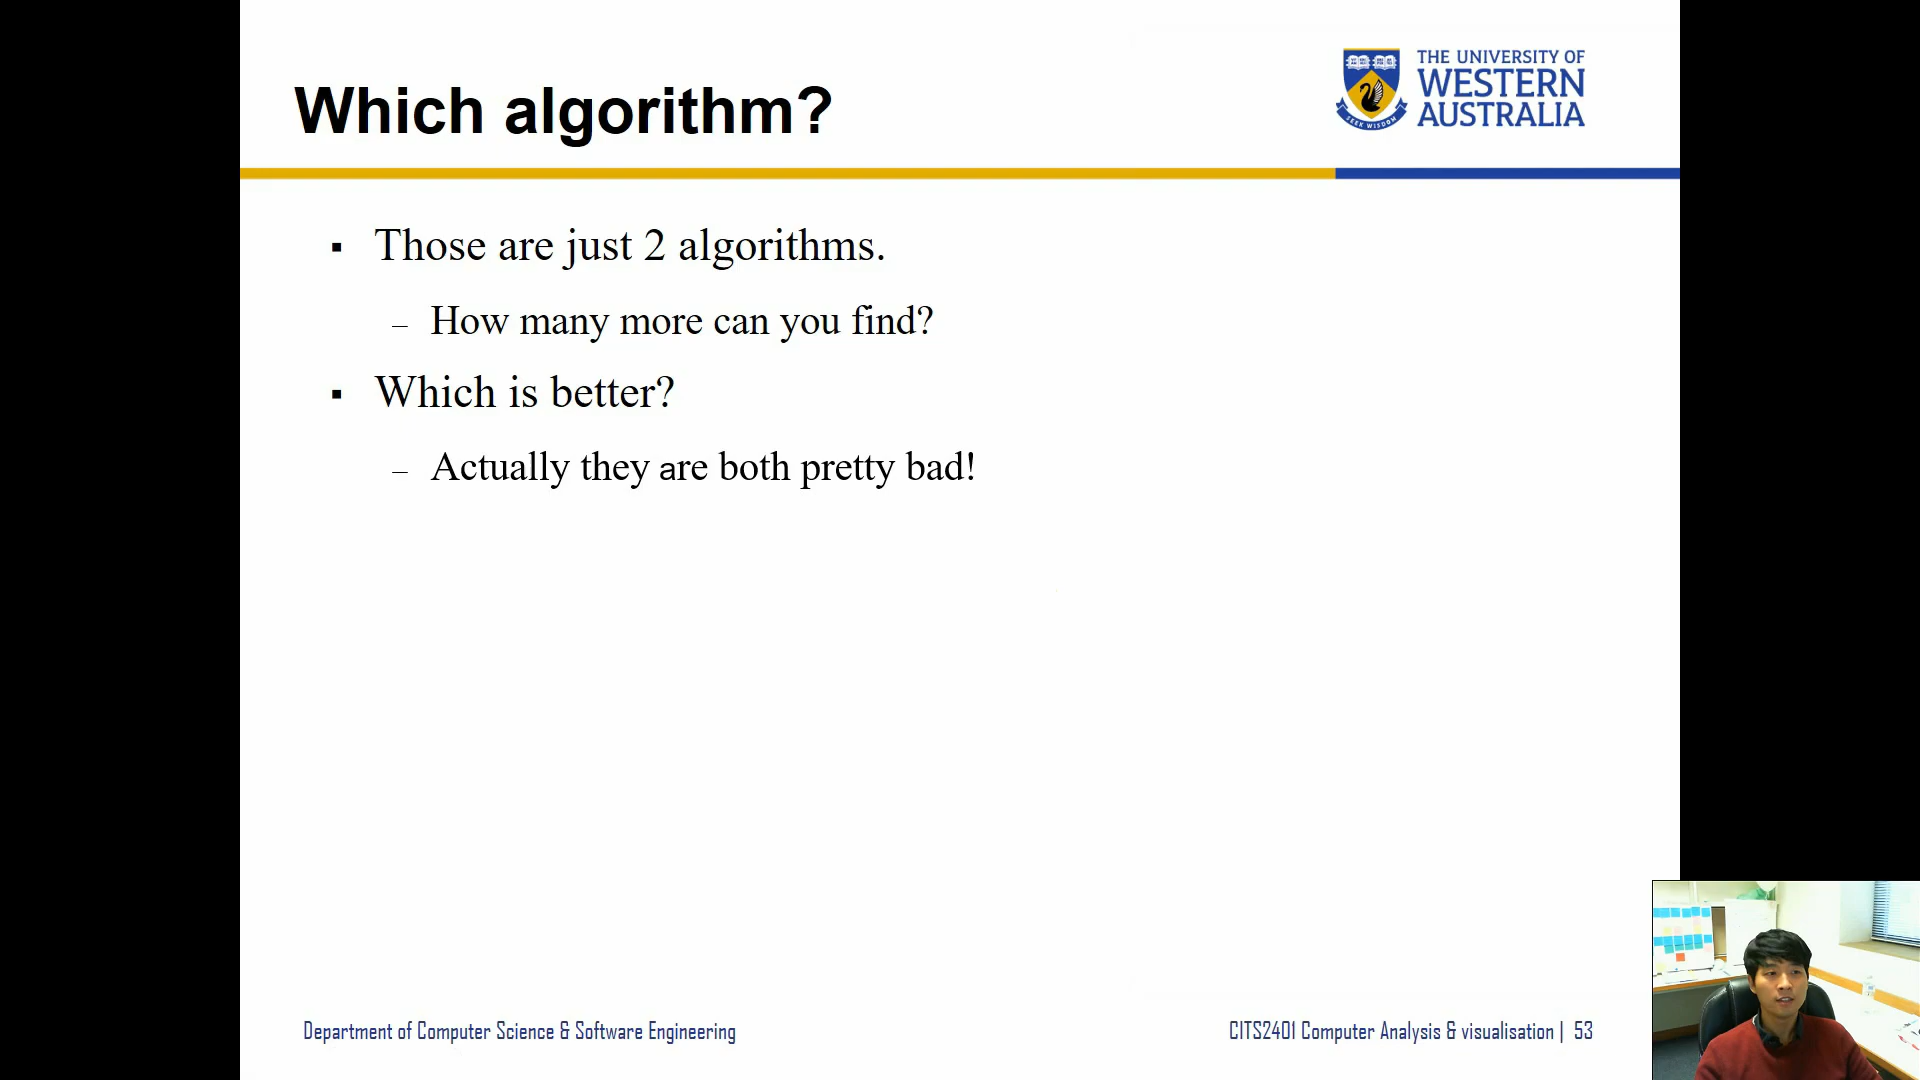 Which algorithm?
THE UNIVERSITY OF
WESTERN
AUSTRALIA
SEEK WISDOM
▪ Those are just 2 algorithms.
– How many more can you find?
▪ Which is better?
– Actually they are both pretty bad!
Department of Computer Science & Software Engineering
CITS2401 Computer Analysis & visualisation | 53